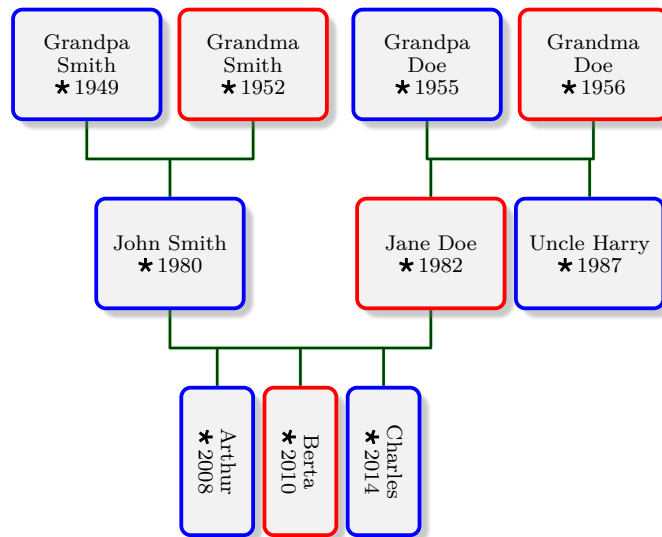 Grandpa
Smith
★1949
Grandma
Smith
★1952
Grandpa
Doe
★1955
Grandma
Doe
★1956
John Smith
★1980
Jane Doe
★1982
Uncle Harry
★1987
Arthur
★2008
Berta
★2010
Charles
★2014